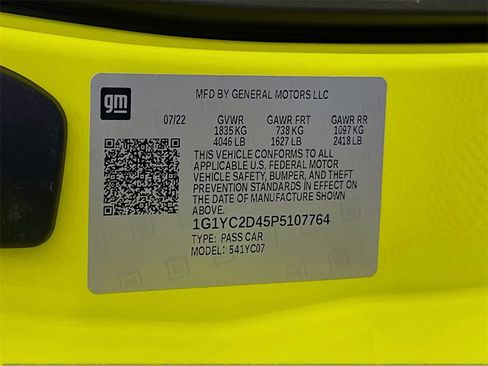 gm
MFD BY GENERAL MOTORS LLC
07/22 GVWR GAWR FRT GAWR RR
1835 KG 738 KG 1097 KG
4046 LB 1627 LB 2418 LB
THIS VEHICLE CONFORMS TO ALL
APPLICABLE U.S. FEDERAL MOTOR
VEHICLE SAFETY, BUMPER, AND THEFT
PREVENTION STANDARDS IN EFFECT ON
THE DATE OF MANUFACTURE SHOWN
ABOVE.
1G1YC2D45P5107764
TYPE: PASS CAR
MODEL: 541YC07